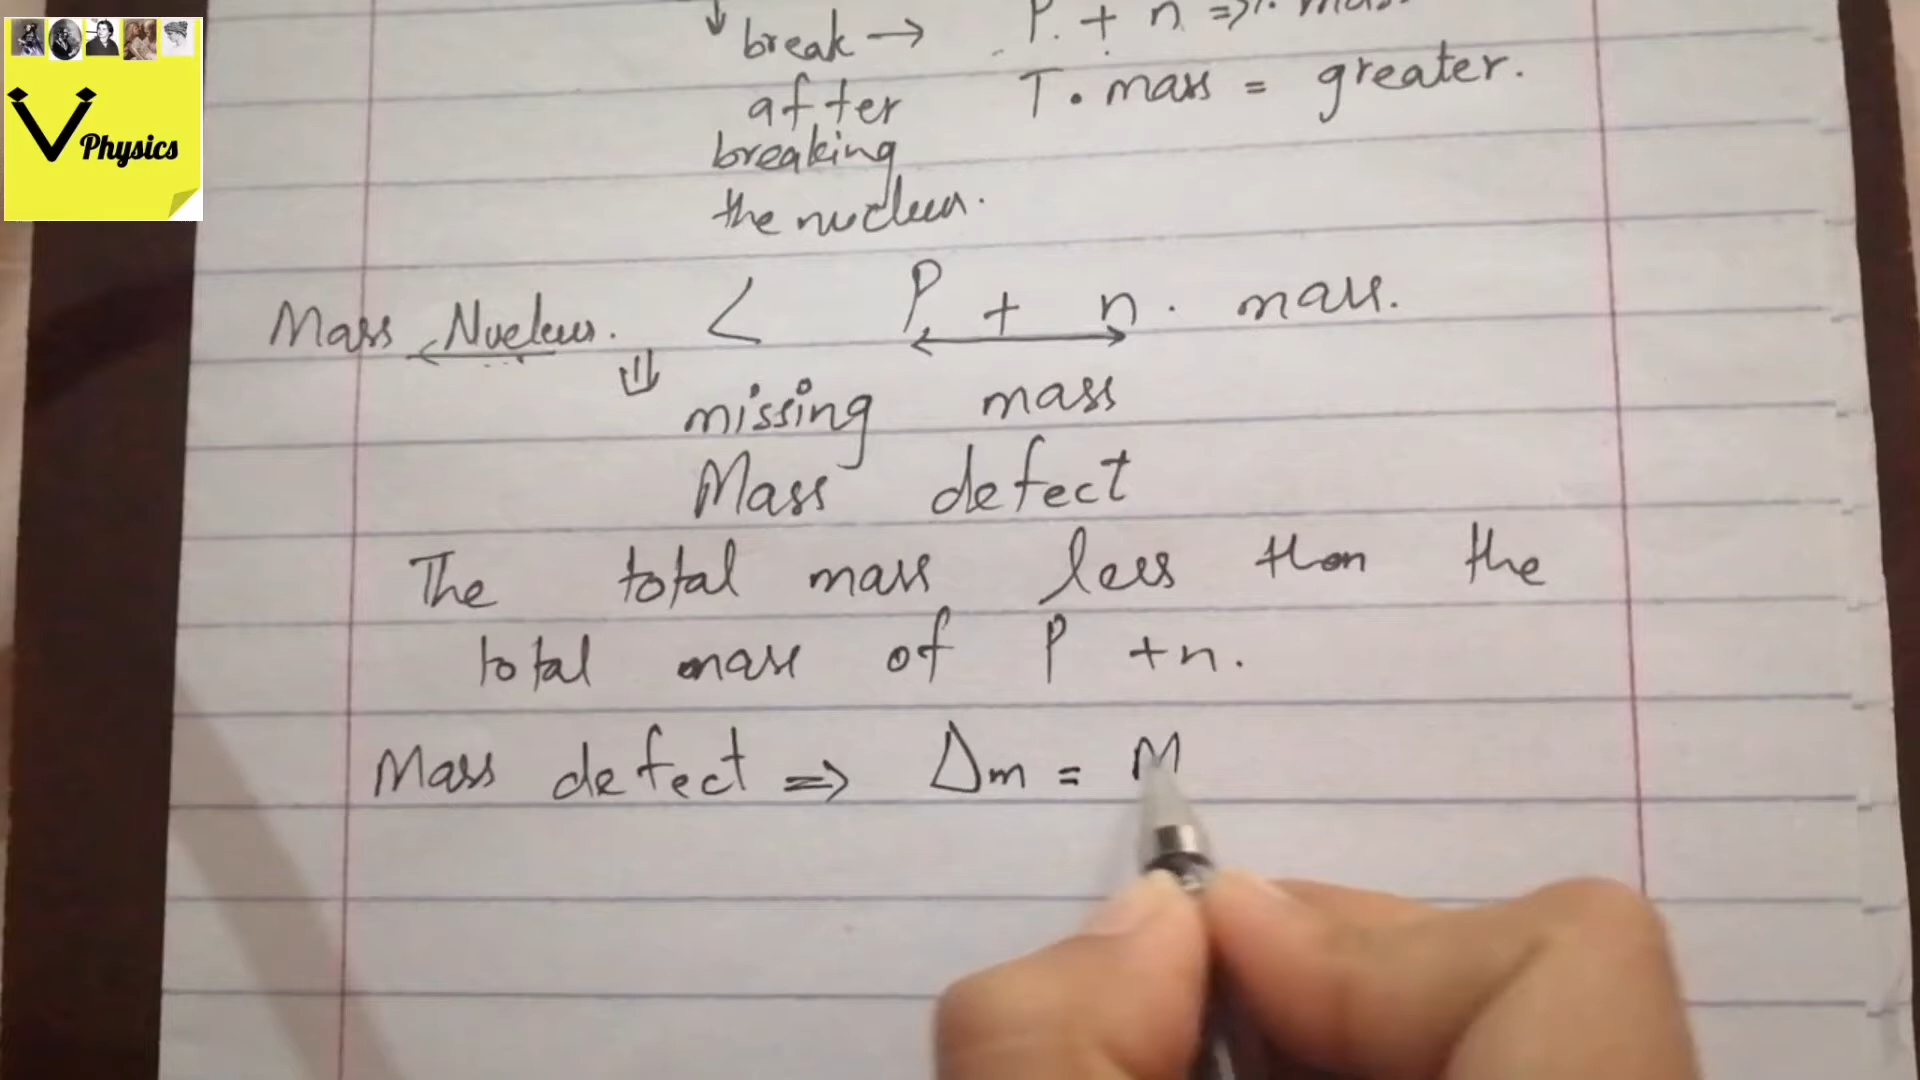 V Physics
break → P. + n ⇒ T. mass
after T. mass = greater.
breaking
the nucleus.
Mass Nucleus. < P + n. mass.
missing mass
Mass defect
The total mass less than the
total mass of P +n.
Mass defect ⇒ Δm = M